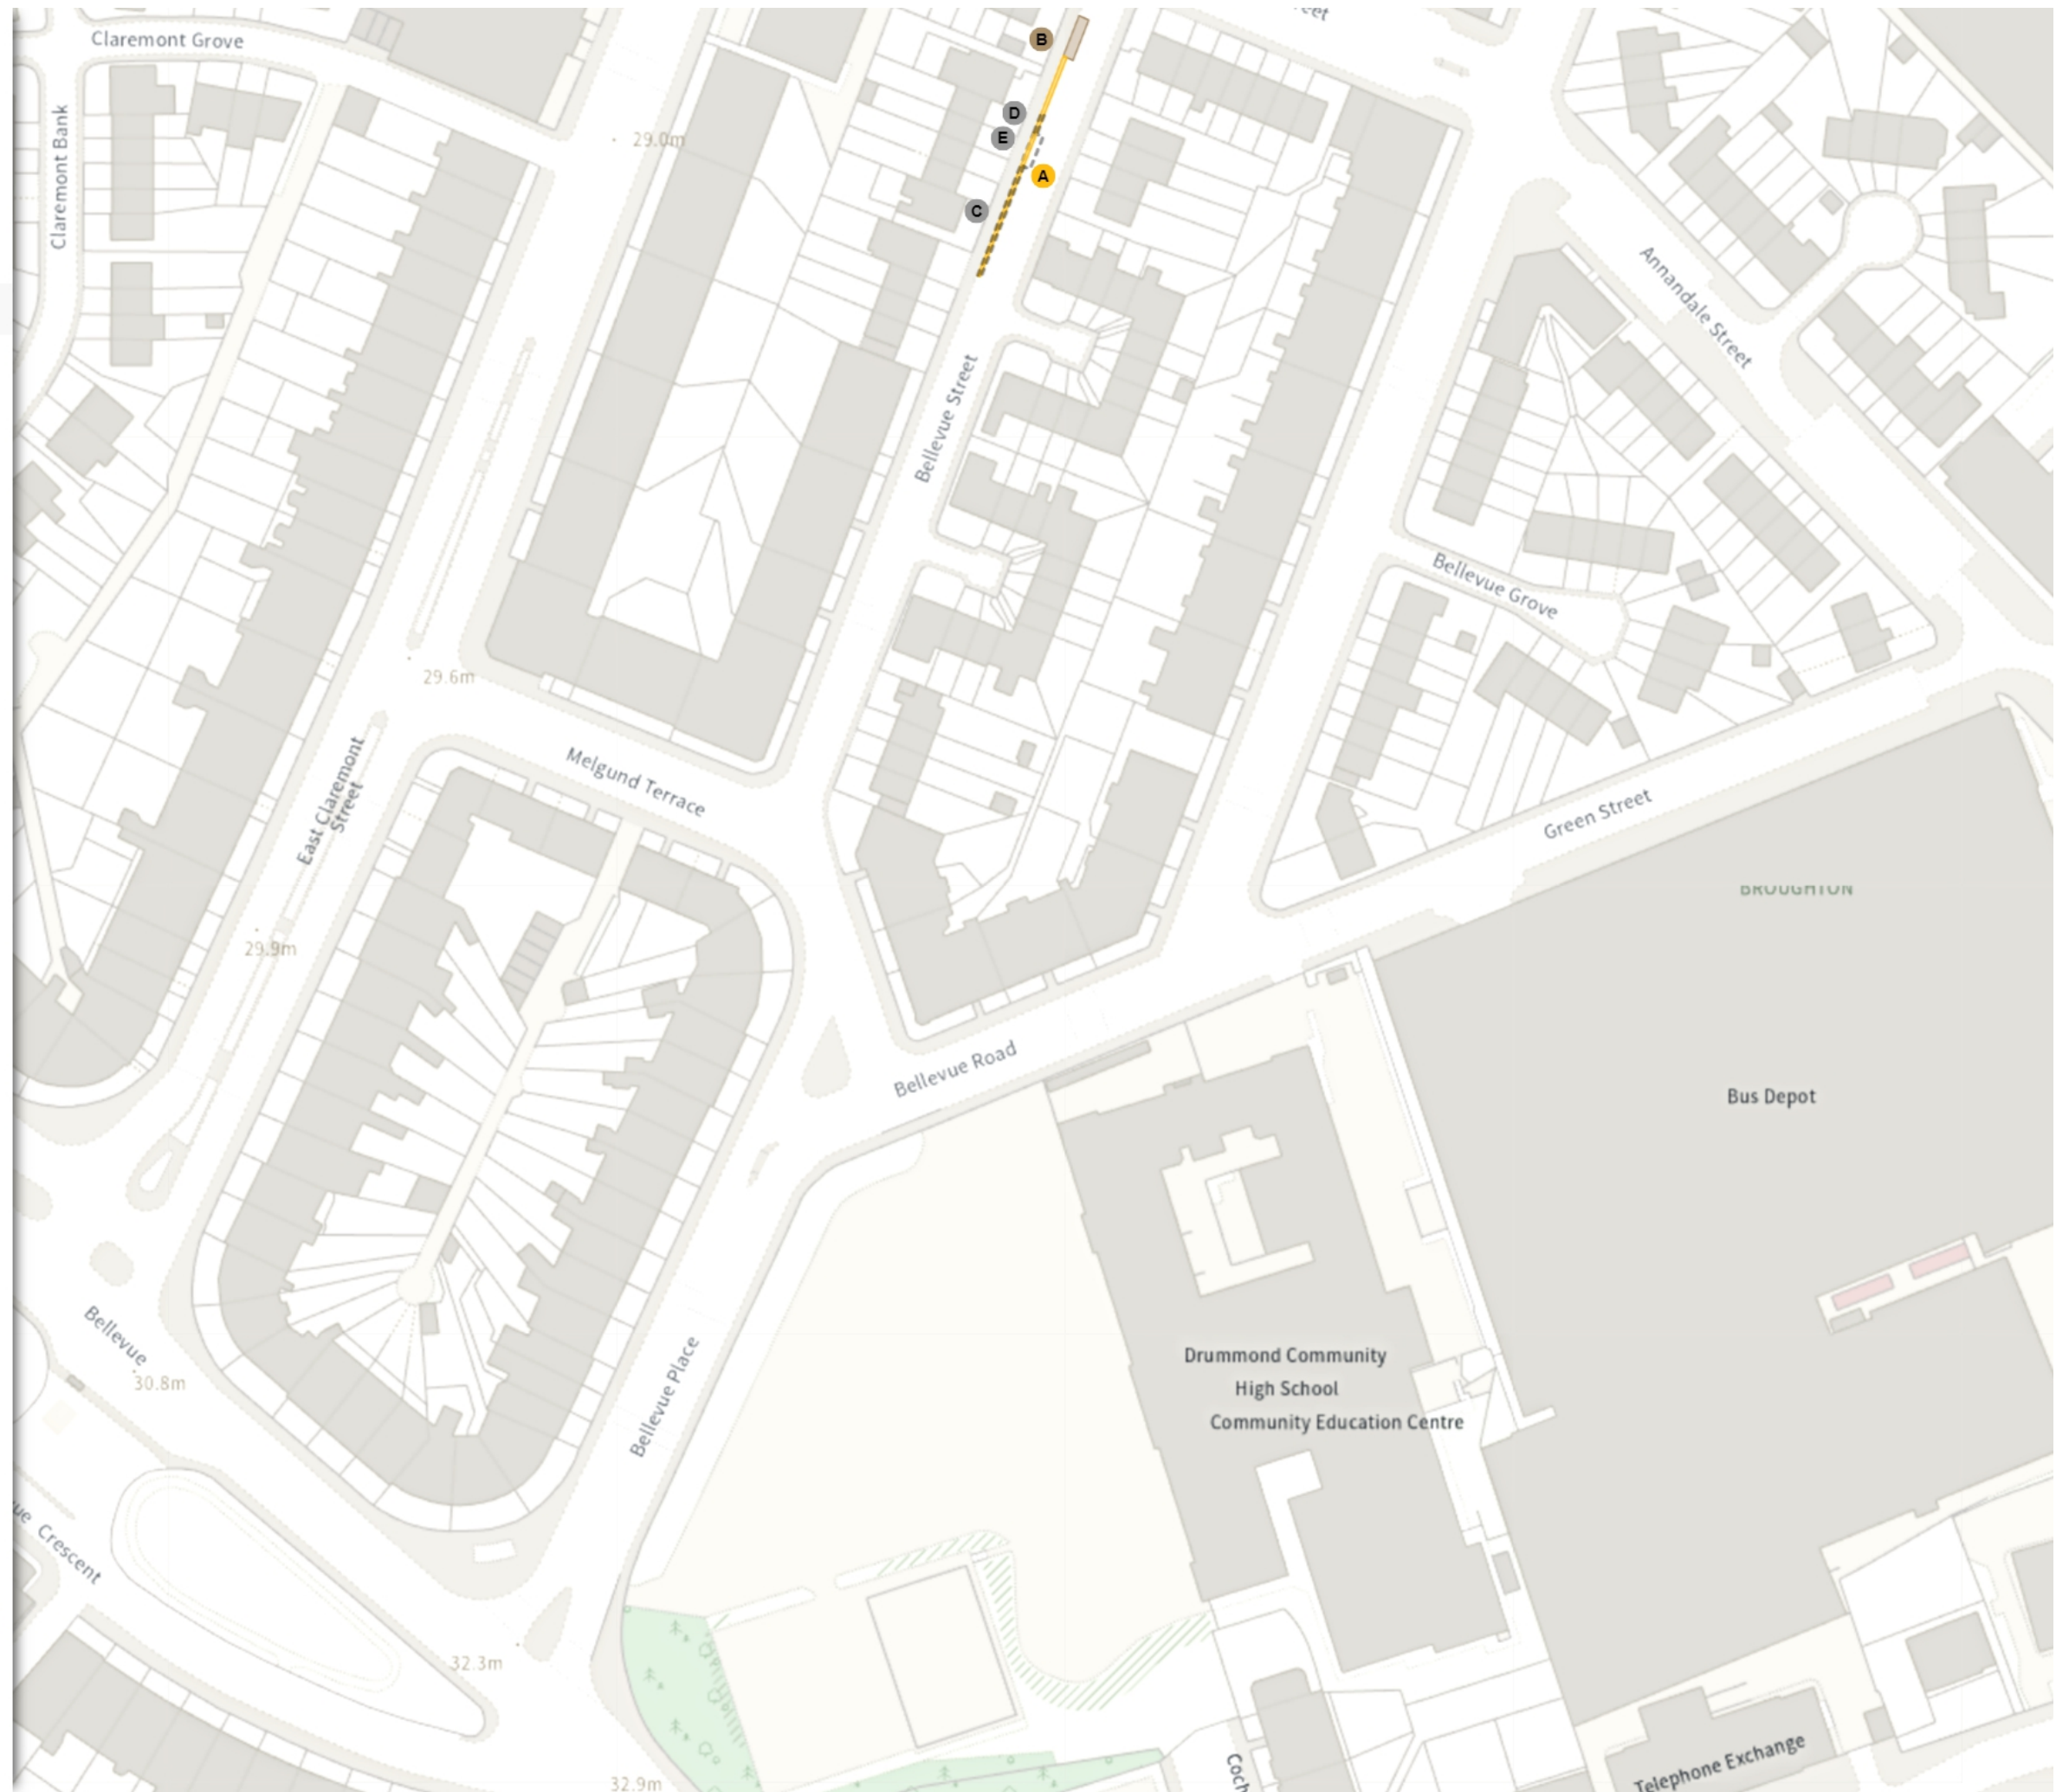 Claremont Grove
B
Claremont Bank
D
29.0m
E
A
C
Annandale Street
Bellevue Street
Bellevue Grove
29.6m
East Claremont
Street
Melgund Terrace
Green Street
BROUGHTON
29.9m
Bellevue Road
Bus Depot
Bellevue
Drummond Community
High School
Community Education Centre
30.8m
Bellevue Place
Crescent
32.3m
Telephone Exchange
32.9m